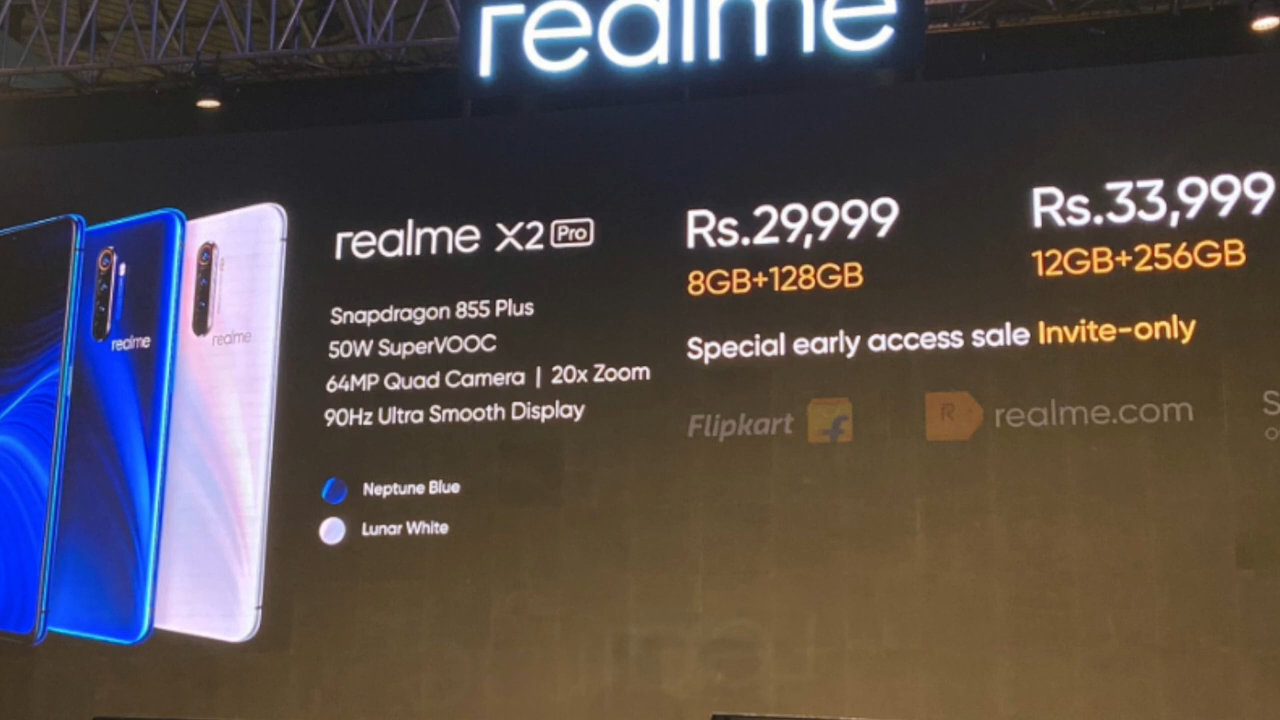 realme
realme
realme
realme X2 Pro
Snapdragon 855 Plus
50W SuperVOOC
64MP Quad Camera | 20x Zoom
90Hz Ultra Smooth Display
Neptune Blue
Lunar White
Rs.29,999
8GB+128GB
Rs.33,999
12GB+256GB
Special early access sale Invite-only
Flipkart f
R realme.com